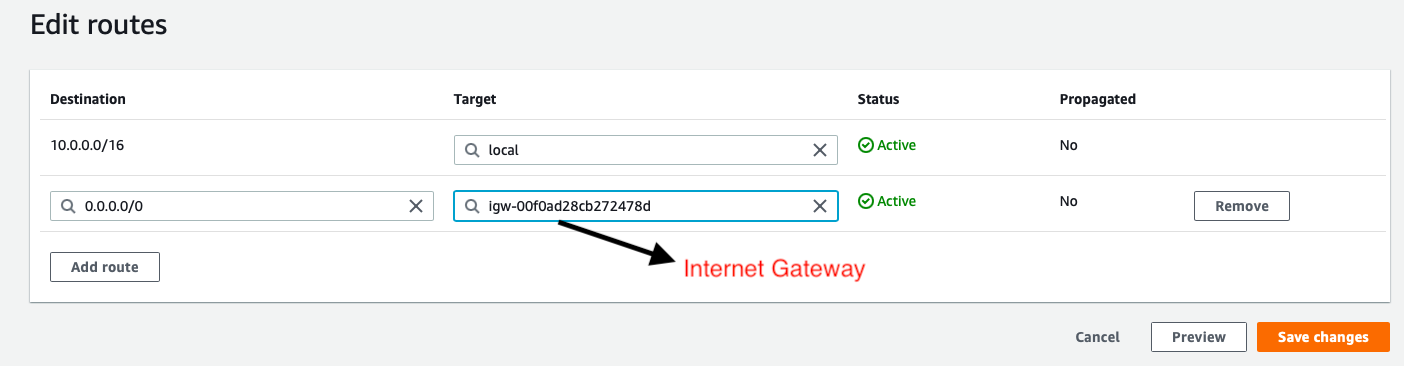 Edit routes
Destination Target Status Propagated
10.0.0.0/16 local Active No
0.0.0.0/0 igw-00f0ad28cb272478d Active No Remove
Add route
Internet Gateway
Cancel Preview Save changes